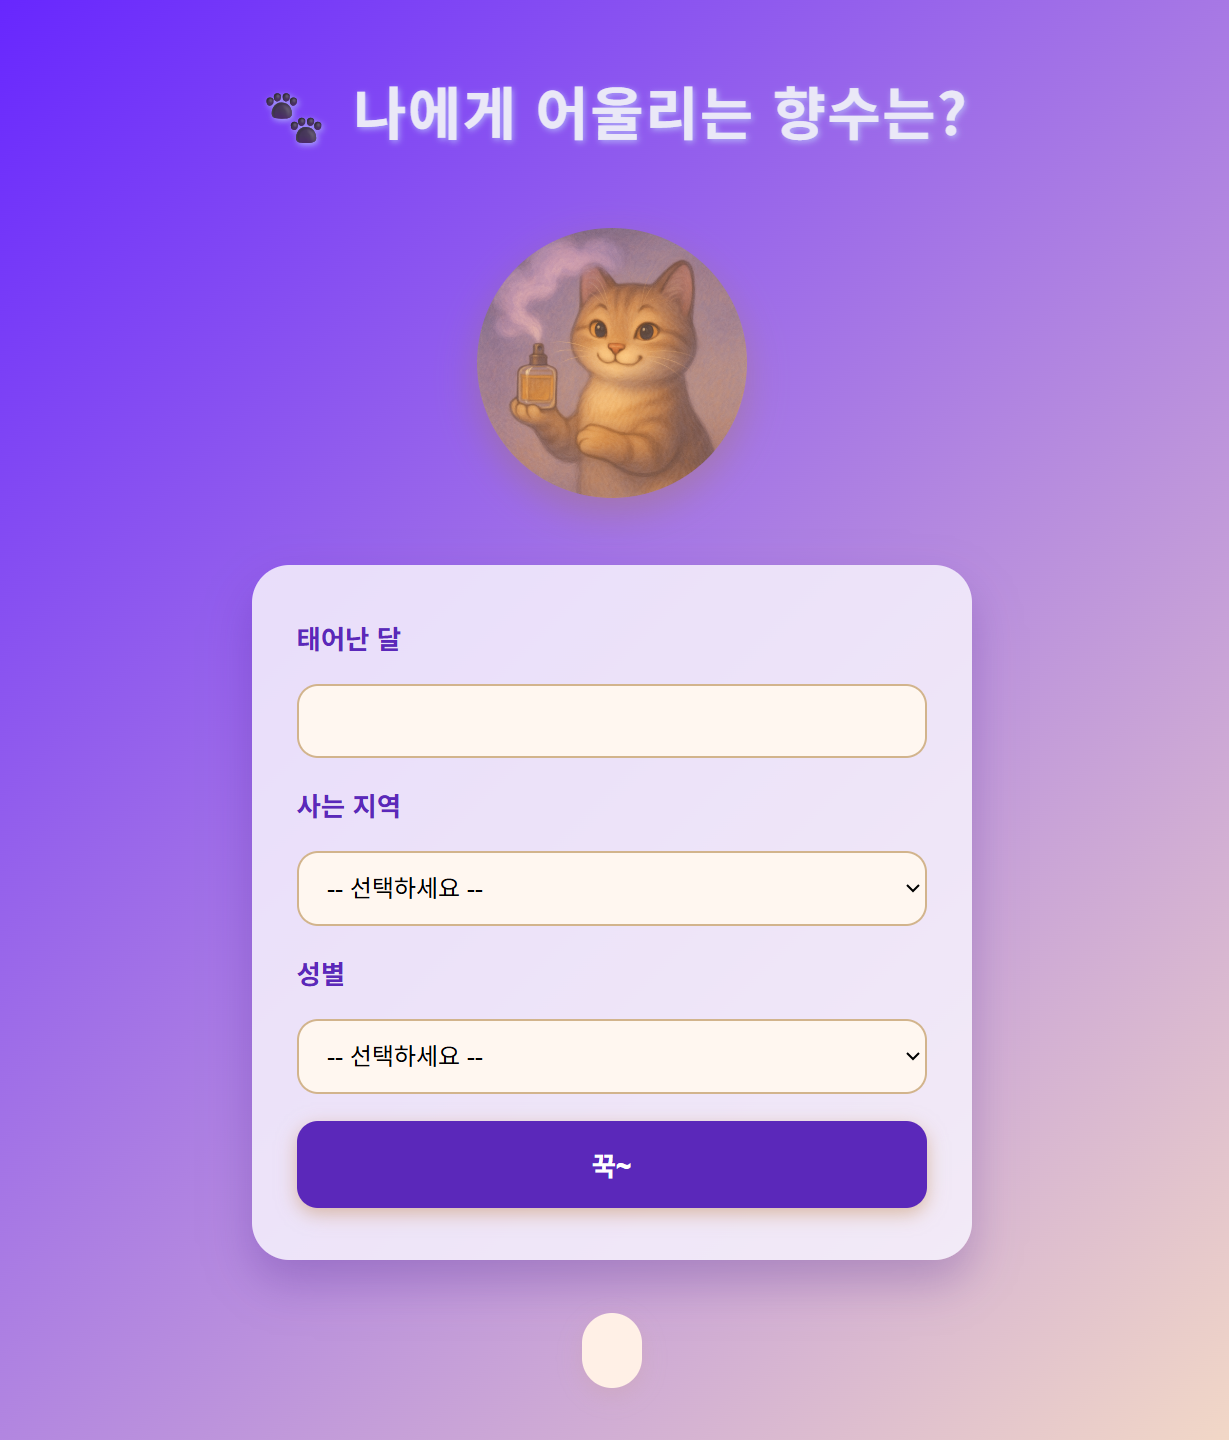 🐾 나에게 어울리는 향수는?
태어난 달
사는 지역
-- 선택하세요 --
성별
-- 선택하세요 --
꾹~